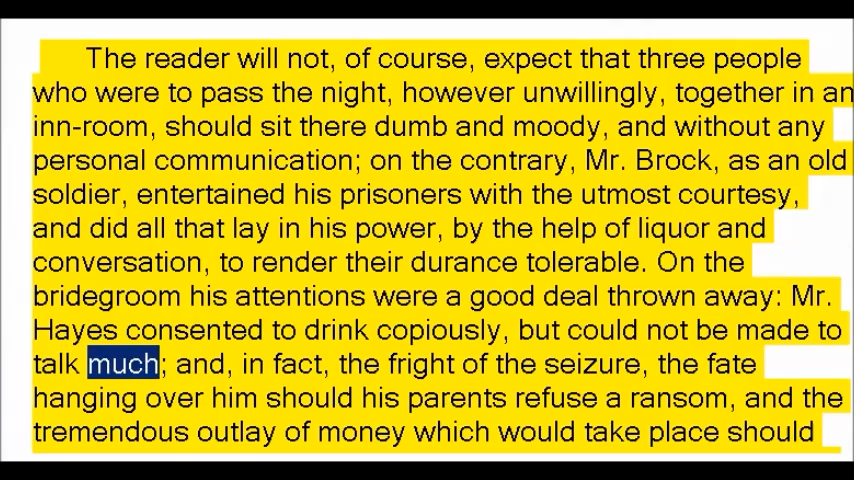 The reader will not, of course, expect that three people
who were to pass the night, however unwillingly, together in an
inn-room, should sit there dumb and moody, and without any
personal communication; on the contrary, Mr. Brock, as an old
soldier, entertained his prisoners with the utmost courtesy,
and did all that lay in his power, by the help of liquor and
conversation, to render their durance tolerable. On the
bridegroom his attentions were a good deal thrown away: Mr.
Hayes consented to drink copiously, but could not be made to
talk much; and, in fact, the fright of the seizure, the fate
hanging over him should his parents refuse a ransom, and the
tremendous outlay of money which would take place should